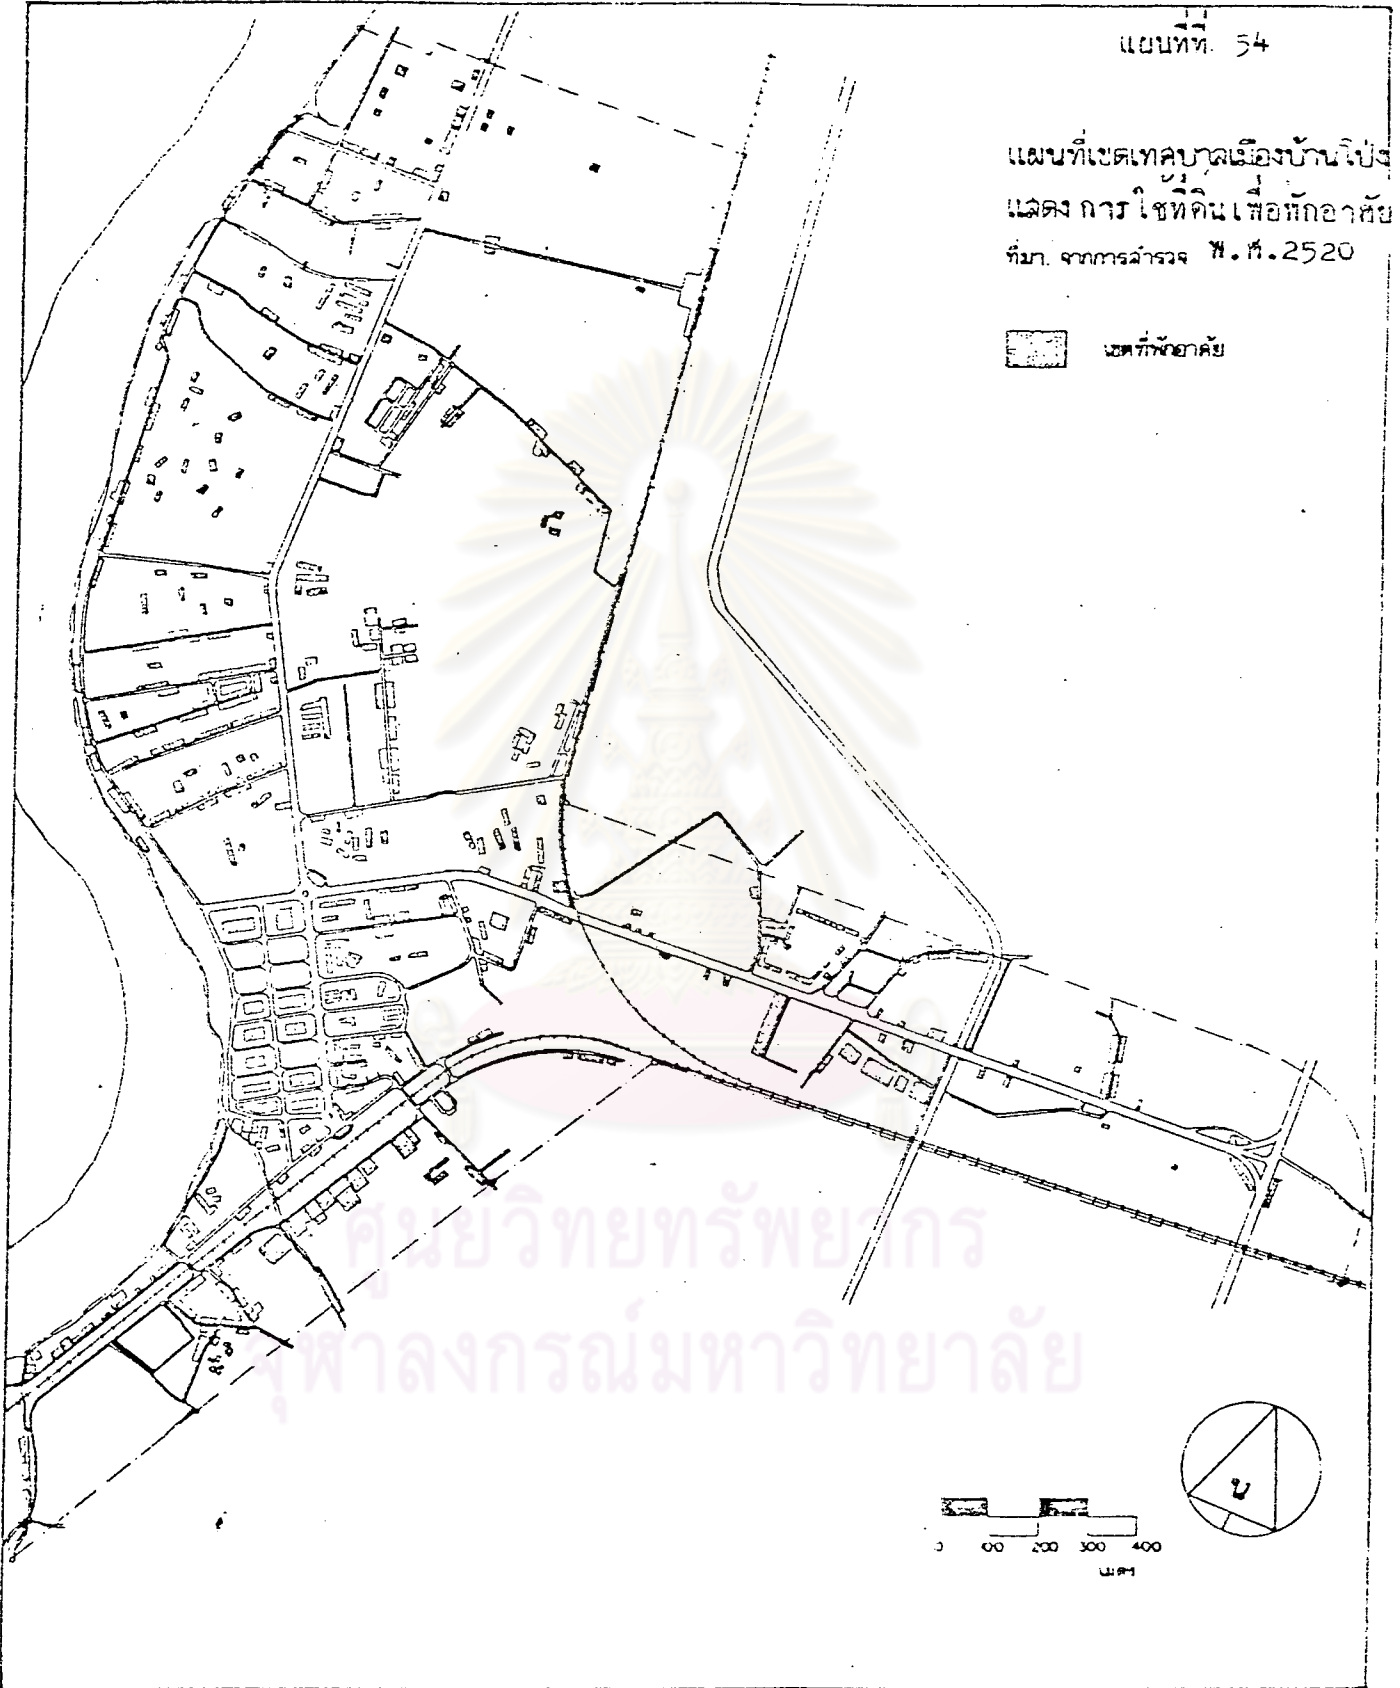 แผนที่ที่. 54
แผนที่เขตเทศบาลเมืองบ้านโป่ง
แสดง การ ใช้ที่ดิน เพื่อพักอาศัย
ที่มา. จากการสำรวจ พ.ศ.2520
เขตที่พักอาศัย
ศูนย์วิทยทรัพยากร
จุฬาลงกรณ์มหาวิทยาลัย
น
0 100 200 300 400
เมตร